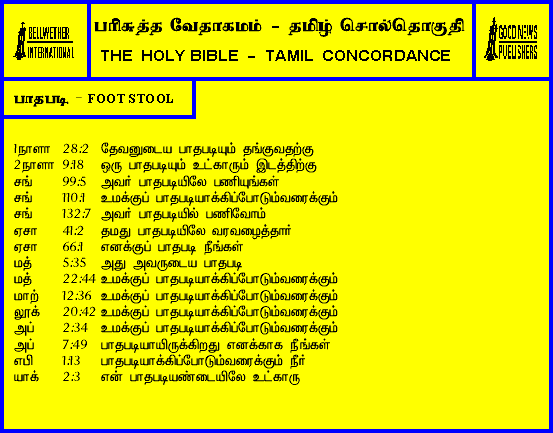 BELLWETHER
INTERNATIONAL
பரிசுத்த வேதாகமம் - தமிழ் சொல்தொகுதி
THE HOLY BIBLE - TAMIL CONCORDANCE
GOOD NEWS
PUBLISHERS
பாதபடி - FOOT STOOL
1நாளா 28:2 தேவனுடைய பாதபடியும் தங்குவதற்கு
2நாளா 9:18 ஒரு பாதபடியும் உட்காரும் இடத்திற்கு
சங் 99:5 அவர் பாதபடியிலே பணியுங்கள்
சங் 110:1 உமக்குப் பாதபடியாக்கிப்போடும்வரைக்கும்
சங் 132:7 அவர் பாதபடியில் பணிவோம்
ஏசா 41:2 தமது பாதபடியிலே வரவழைத்தார்
ஏசா 66:1 எனக்குப் பாதபடி நீங்கள்
மத் 5:35 அது அவருடைய பாதபடி
மத் 22:44 உமக்குப் பாதபடியாக்கிப்போடும்வரைக்கும்
மாற் 12:36 உமக்குப் பாதபடியாக்கிப்போடும்வரைக்கும்
லூக் 20:42 உமக்குப் பாதபடியாக்கிப்போடும்வரைக்கும்
அப் 2:34 உமக்குப் பாதபடியாக்கிப்போடும்வரைக்கும்
அப் 7:49 பாதபடியாயிருக்கிறது எனக்காக நீங்கள்
எபி 1:13 பாதபடியாக்கிப்போடும்வரைக்கும் நீர்
யாக் 2:3 என் பாதபடியண்டையிலே உட்காரு